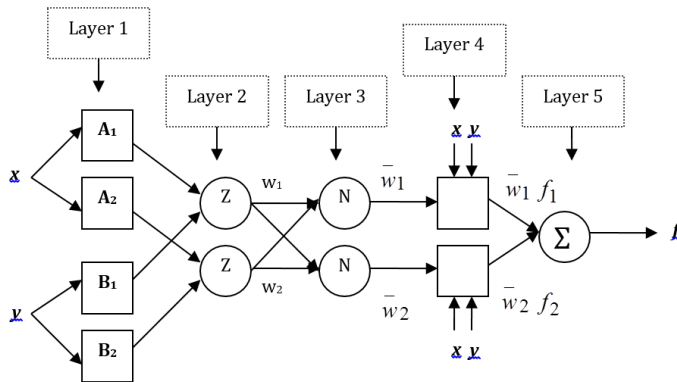 Layer 1
Layer 2
Layer 3
Layer 4
Layer 5
x
y
A₁
A₂
B₁
B₂
Z
Z
w₁
w₂
N
N
w̅1
w̅2
x y
x y
w̅1 f1
w̅2 f2
Σ
f